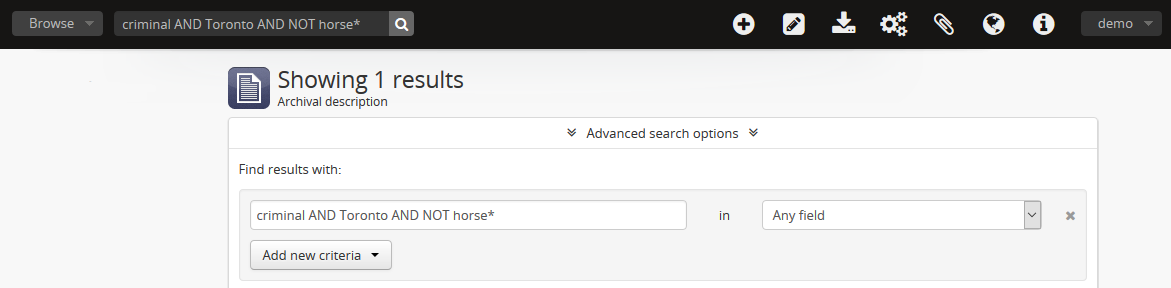 Browse criminal AND Toronto AND NOT horse* demo
Showing 1 results
Archival description
Advanced search options
Find results with:
criminal AND Toronto AND NOT horse* in Any field
Add new criteria